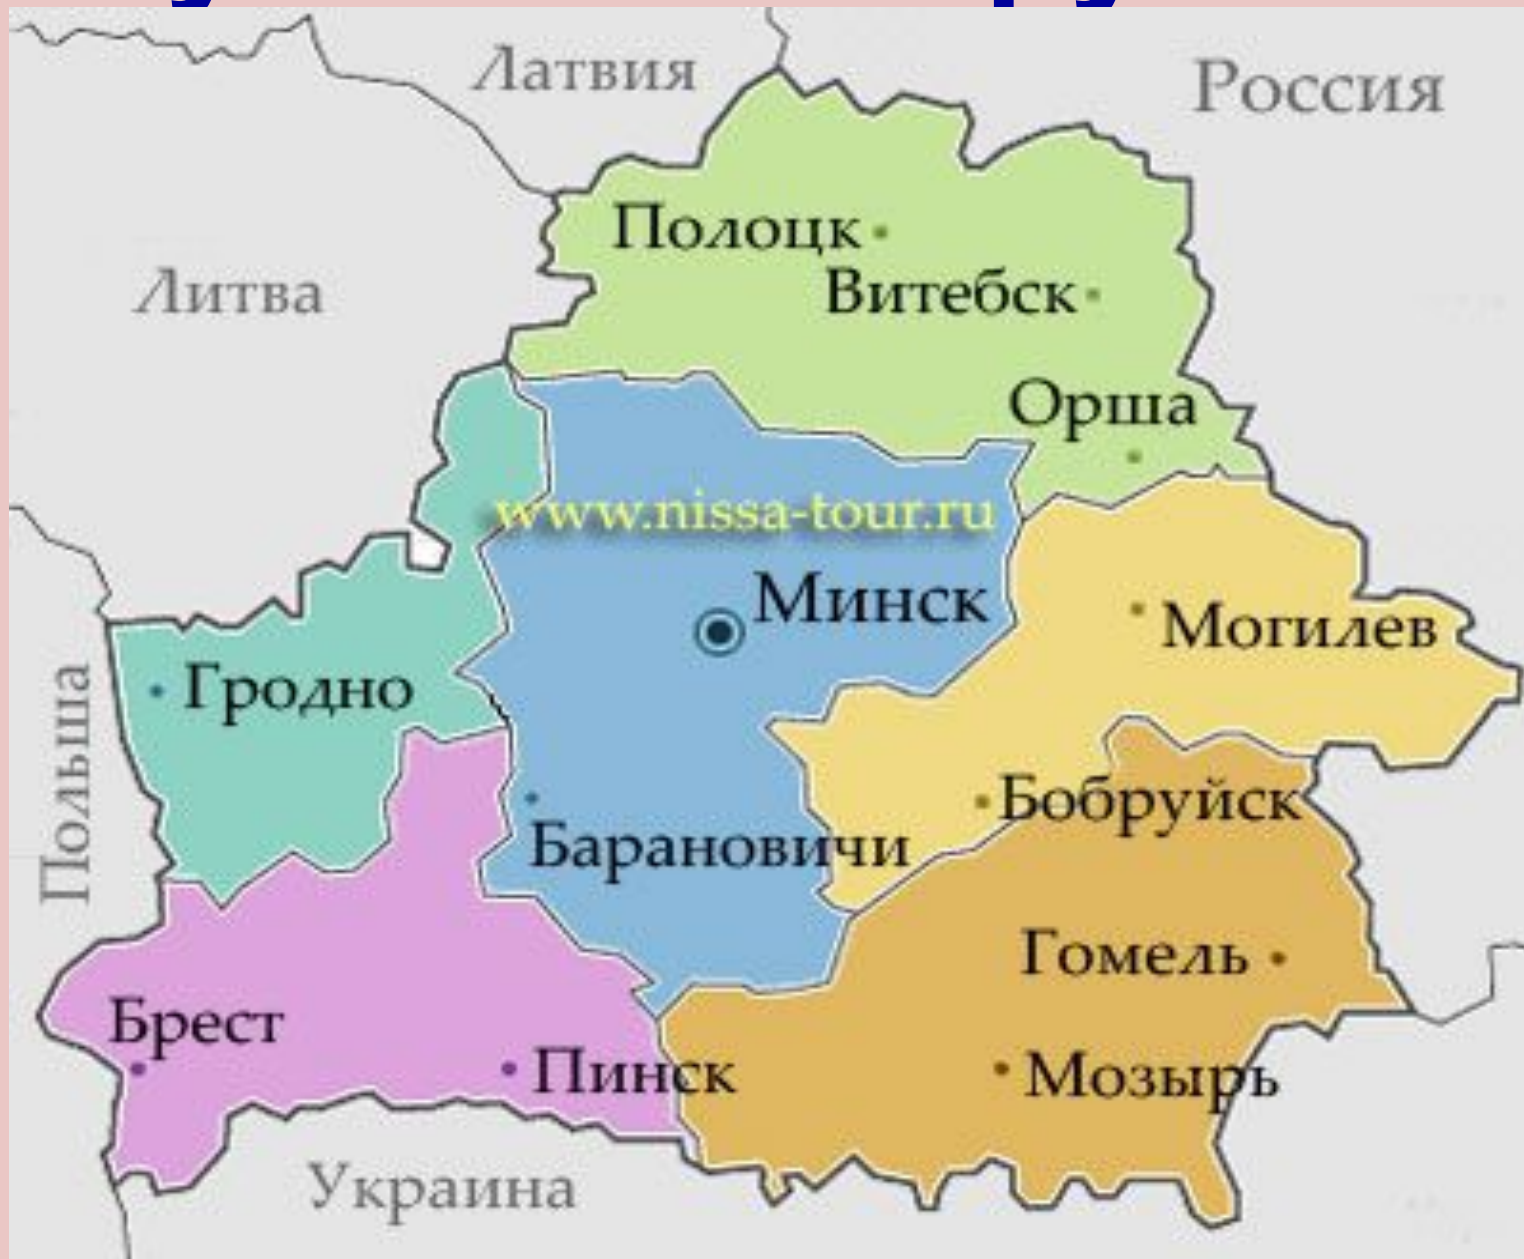 Латвия
Россия
Полоцк
Витебск
Литва
Орша
www.nissa-tour.ru
Минск
Могилев
Гродно
Польша
Бобруйск
Барановичи
Гомель
Брест
Пинск
Мозырь
Украина